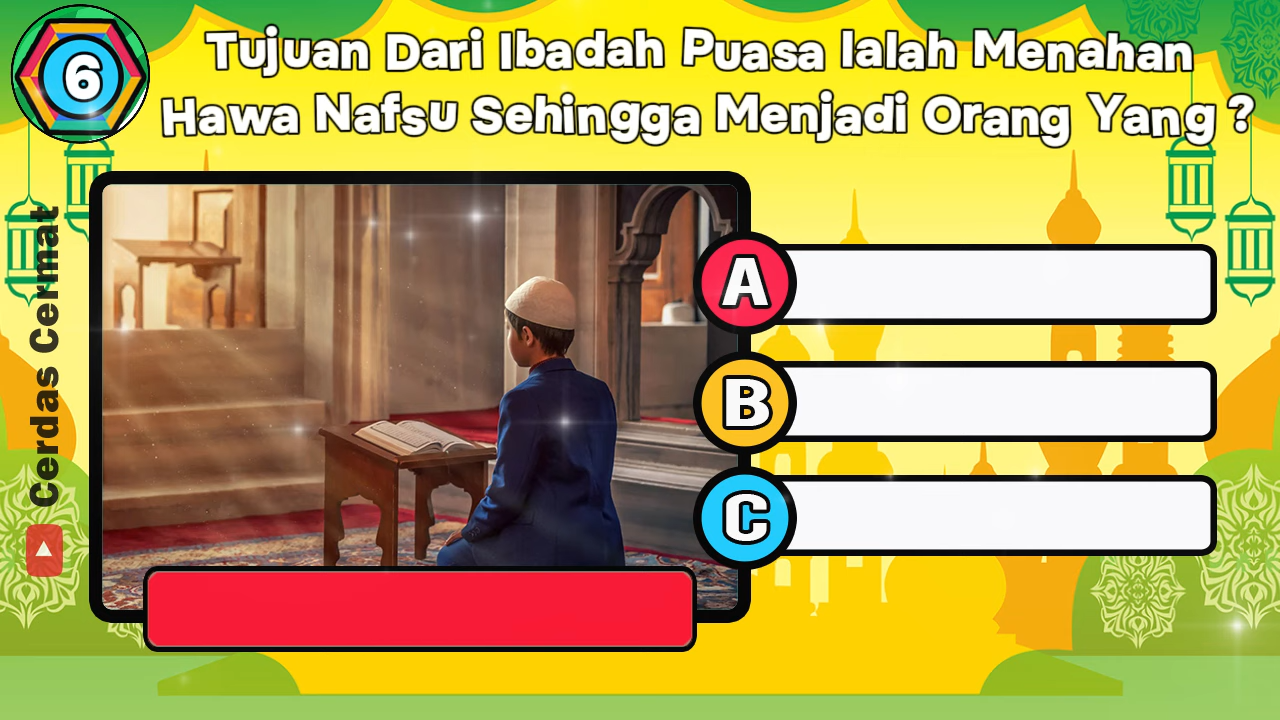 6
Tujuan Dari Ibadah Puasa Ialah Menahan
Hawa Nafsu Sehingga Menjadi Orang Yang ?
Cerdas Cermat
A
B
C